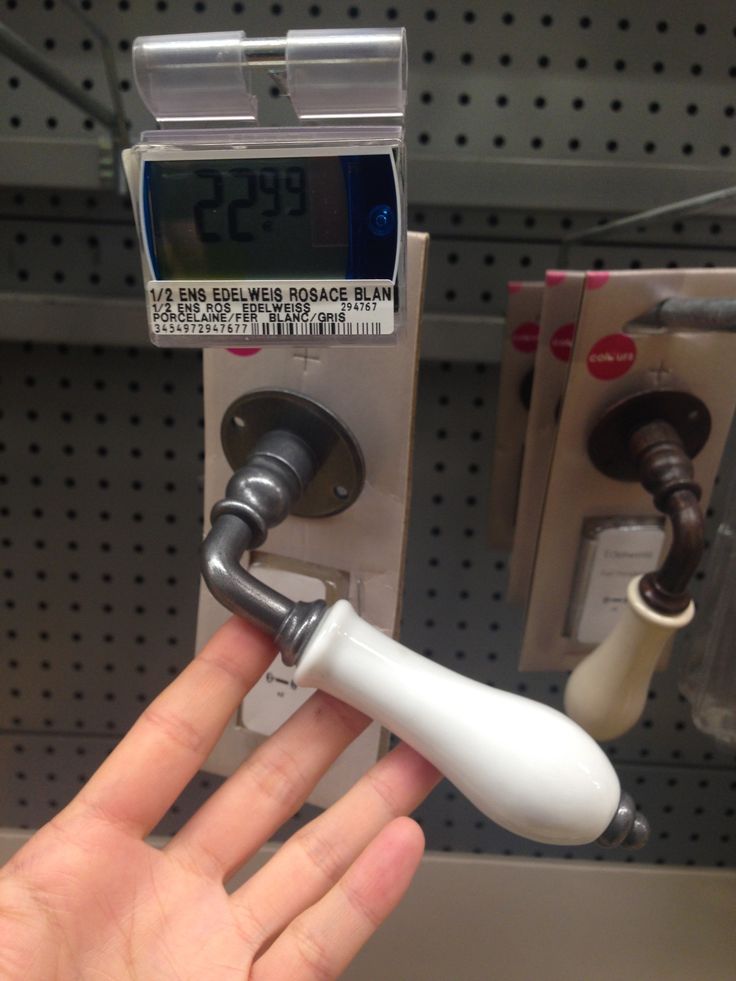 22€99
1/2 ENS EDELWEIS ROSACE BLAN
1/2 ENS ROS EDELWEISS 294767
PORCELAINE/FER BLANC/GRIS
3454972947677
colours